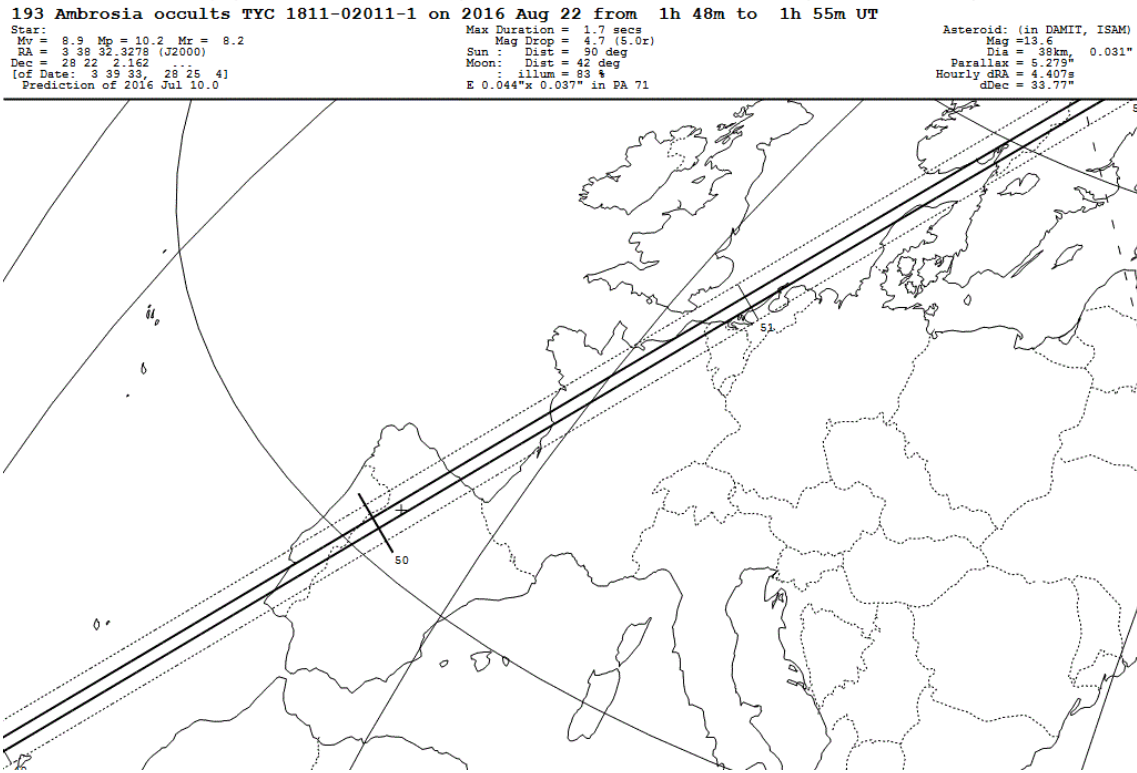 193 Ambrosia occults TYC 1811-02011-1 on 2016 Aug 22 from  1h 48m to  1h 55m UT
Star:
Mv =  8.9  Mp = 10.2  Mr =  8.2
RA =  3 38 32.3278 (J2000)
Dec =  28 22  2.162   ...
[of Date:  3 39 33,  28 25  4]
Prediction of 2016 Jul 10.0
Max Duration =  1.7 secs
Mag Drop =  4.7 (5.0r)
Sun :   Dist =  90 deg
Moon:   Dist = 42 deg
:  illum = 83 %
E 0.044"x 0.037" in PA 71
Asteroid: (in DAMIT, ISAM)
Mag =13.6
Dia =  38km,  0.031"
Parallax = 5.279"
Hourly dRA = 4.407s
dDec = 33.77"
51
50